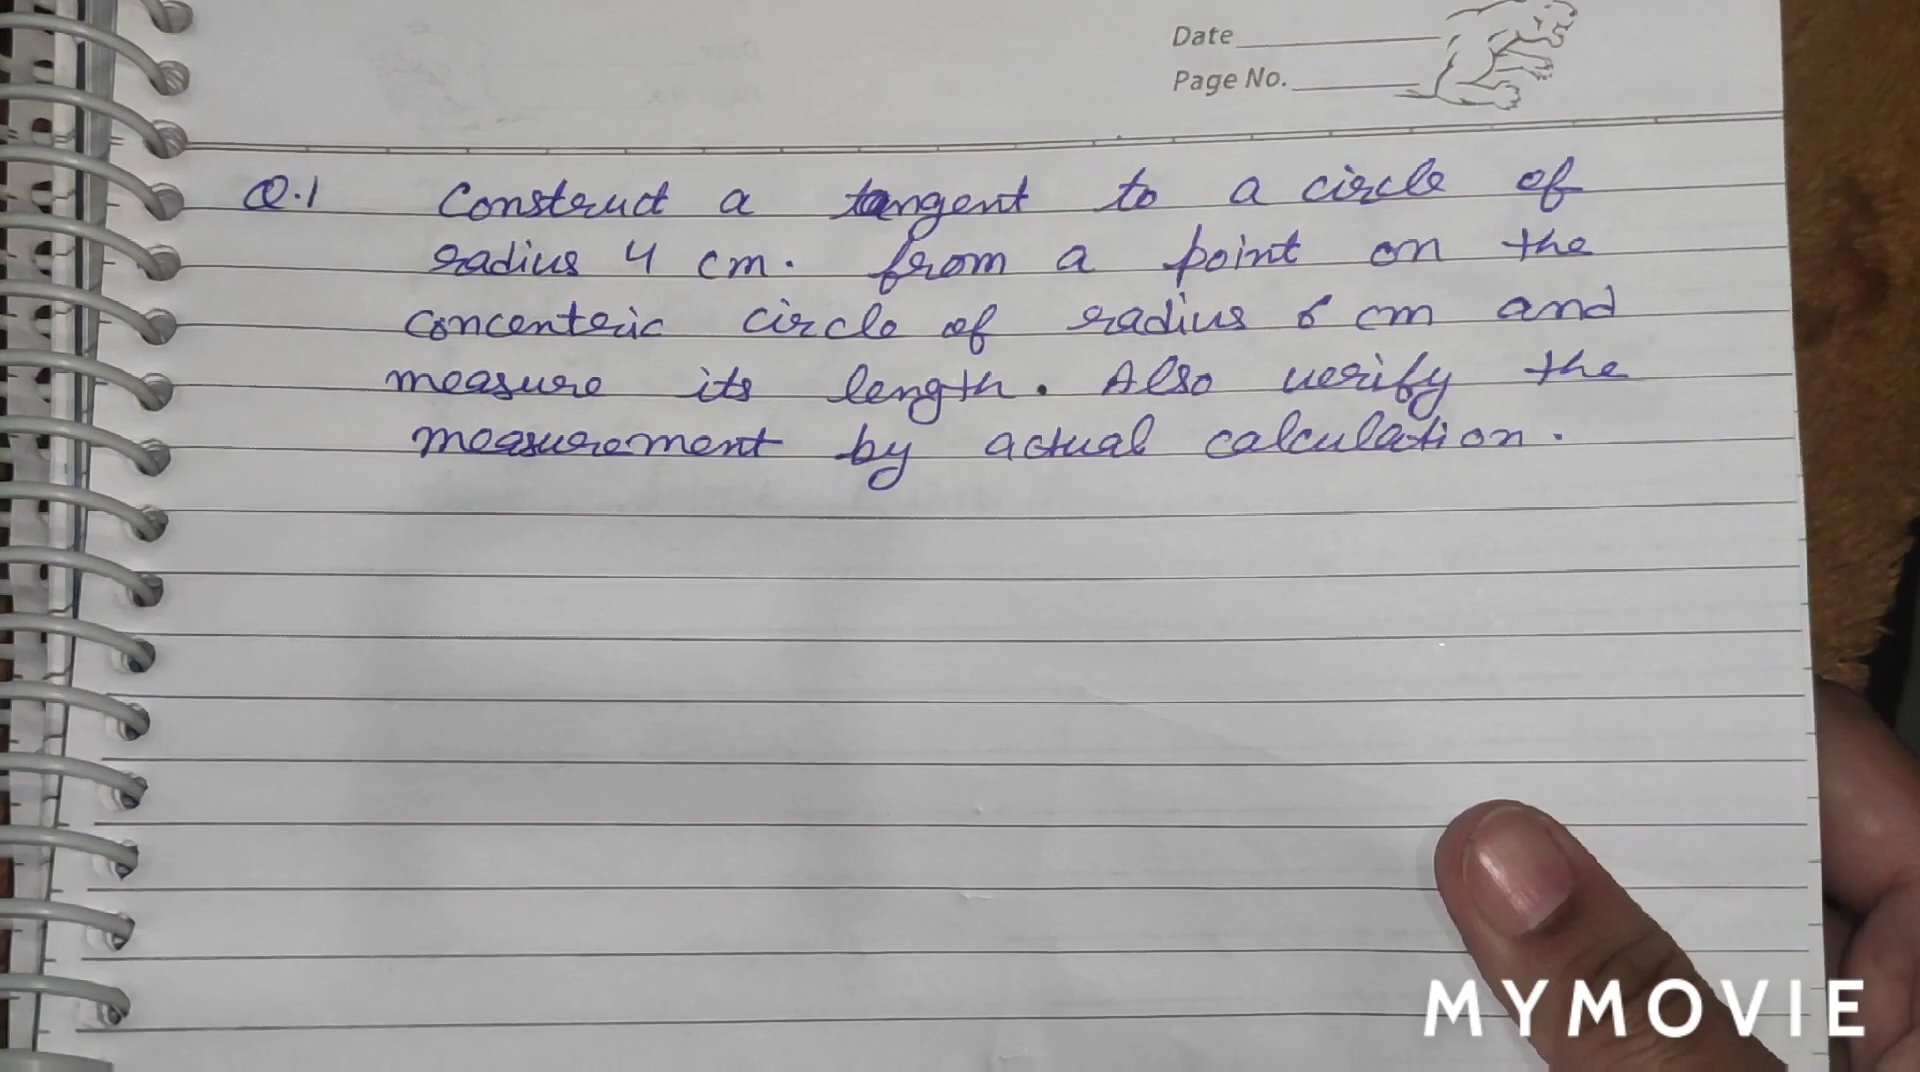 Date
Page No.
Q.1 Construct a tangent to a circle of
radius 4 cm. from a point on the
concentric circle of radius 6 cm and
measure its length. Also verify the
measurement by actual calculation.
MYMOVIE